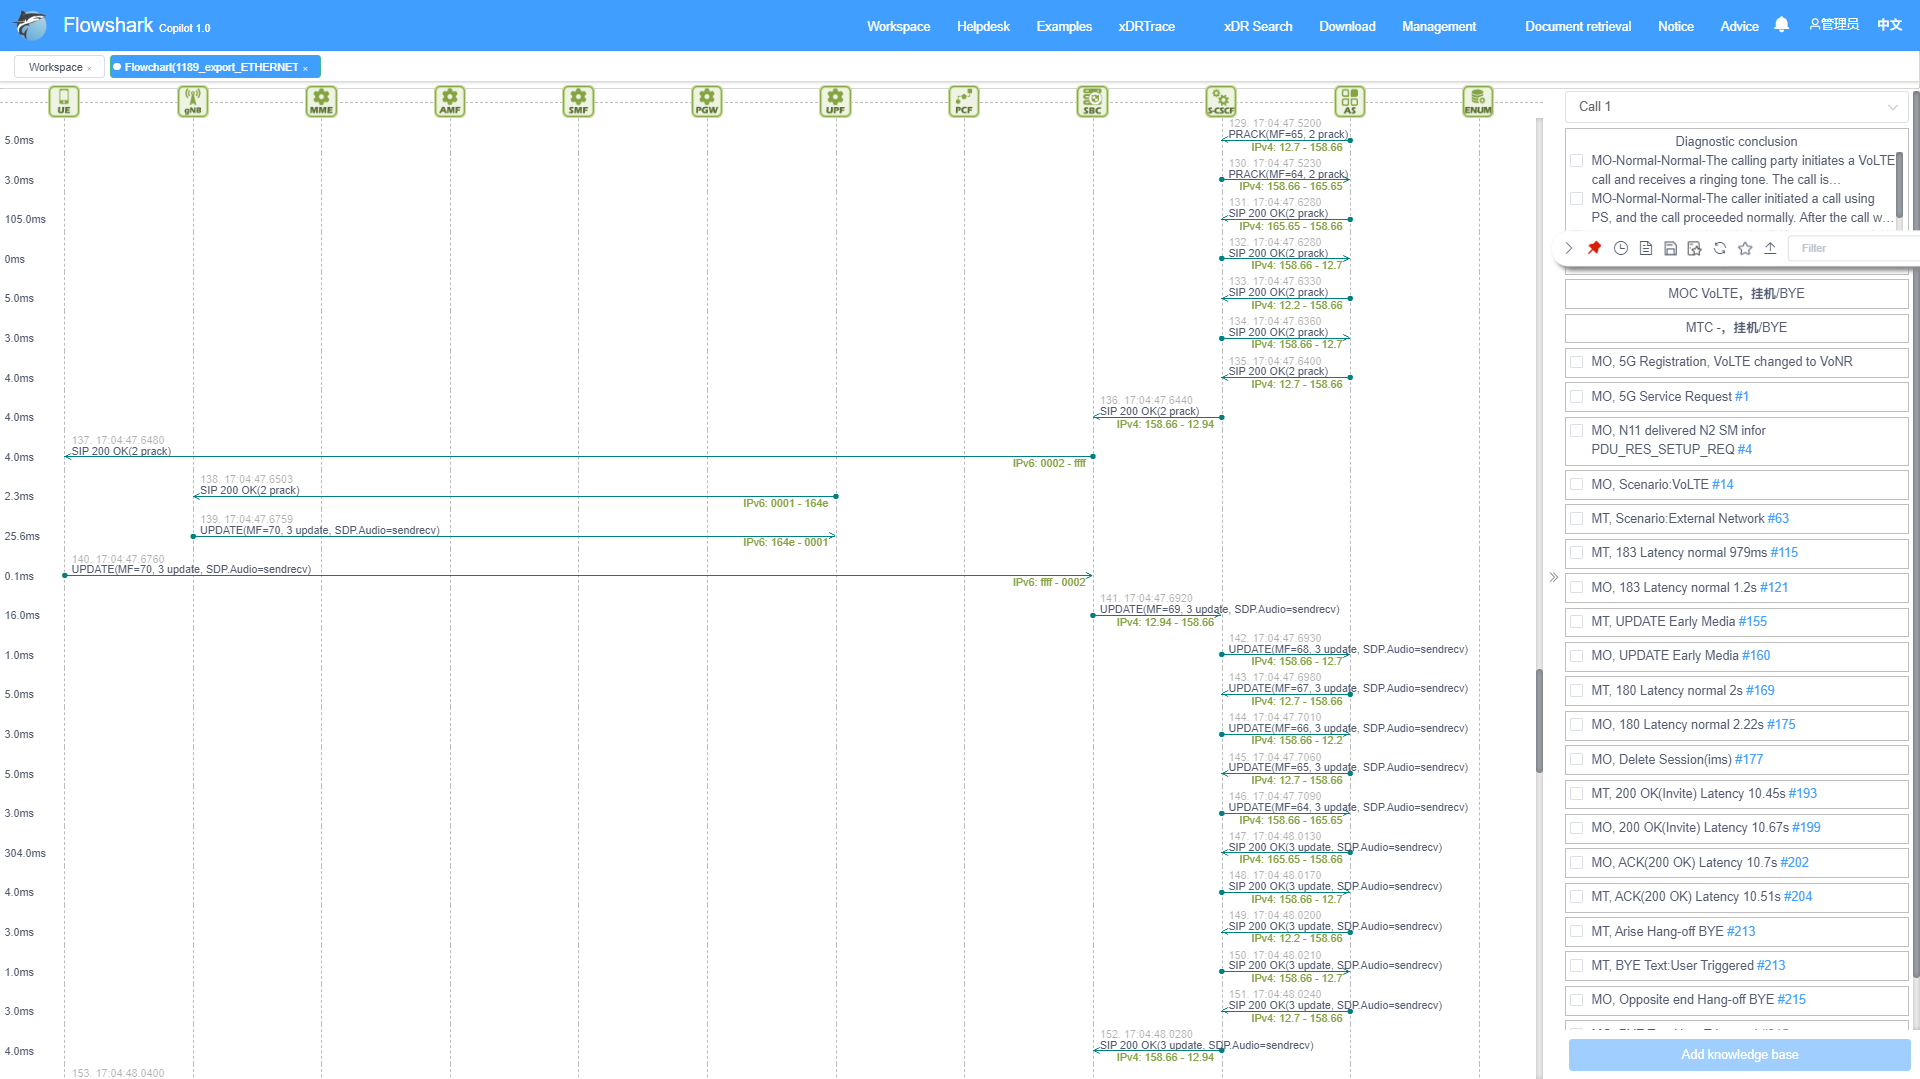 Flowshark Copilot 1.0
Workspace Helpdesk Examples xDRTrace xDR Search Download Management Document retrieval Notice Advice 管理员 中文
Workspace × Flowchart(1189_export_ETHERNET ×
UE gNB MME AMF SMF PGW UPF PCF SBC S-CSCF AS ENUM
129. 17:04:47.5200
5.0ms PRACK(MF=65, 2 prack)
IPv4: 12.7 - 158.66
130. 17:04:47.5230
3.0ms PRACK(MF=64, 2 prack)
IPv4: 158.66 - 165.65
131. 17:04:47.6280
105.0ms SIP 200 OK(2 prack)
IPv4: 165.65 - 158.66
132. 17:04:47.6280
0ms SIP 200 OK(2 prack)
IPv4: 158.66 - 12.7
133. 17:04:47.6330
5.0ms SIP 200 OK(2 prack)
IPv4: 12.2 - 158.66
134. 17:04:47.6360
3.0ms SIP 200 OK(2 prack)
IPv4: 158.66 - 12.7
135. 17:04:47.6400
4.0ms SIP 200 OK(2 prack)
IPv4: 12.7 - 158.66
136. 17:04:47.6440
4.0ms SIP 200 OK(2 prack)
IPv4: 158.66 - 12.94
137. 17:04:47.6480
4.0ms SIP 200 OK(2 prack)
IPv6: 0002 - ffff
138. 17:04:47.6503
2.3ms SIP 200 OK(2 prack)
IPv6: 0001 - 164e
139. 17:04:47.6759
25.6ms UPDATE(MF=70, 3 update, SDP.Audio=sendrecv)
IPv6: 164e - 0001
140. 17:04:47.6760
0.1ms UPDATE(MF=70, 3 update, SDP.Audio=sendrecv)
IPv6: ffff - 0002
141. 17:04:47.6920
16.0ms UPDATE(MF=69, 3 update, SDP.Audio=sendrecv)
IPv4: 12.94 - 158.66
142. 17:04:47.6930
1.0ms UPDATE(MF=68, 3 update, SDP.Audio=sendrecv)
IPv4: 158.66 - 12.7
143. 17:04:47.6980
5.0ms UPDATE(MF=67, 3 update, SDP.Audio=sendrecv)
IPv4: 12.7 - 158.66
144. 17:04:47.7010
3.0ms UPDATE(MF=66, 3 update, SDP.Audio=sendrecv)
IPv4: 158.66 - 12.2
145. 17:04:47.7060
5.0ms UPDATE(MF=65, 3 update, SDP.Audio=sendrecv)
IPv4: 12.7 - 158.66
146. 17:04:47.7090
3.0ms UPDATE(MF=64, 3 update, SDP.Audio=sendrecv)
IPv4: 158.66 - 165.65
147. 17:04:48.0130
304.0ms SIP 200 OK(3 update, SDP.Audio=sendrecv)
IPv4: 165.65 - 158.66
148. 17:04:48.0170
4.0ms SIP 200 OK(3 update, SDP.Audio=sendrecv)
IPv4: 158.66 - 12.7
149. 17:04:48.0200
3.0ms SIP 200 OK(3 update, SDP.Audio=sendrecv)
IPv4: 12.2 - 158.66
150. 17:04:48.0210
1.0ms SIP 200 OK(3 update, SDP.Audio=sendrecv)
IPv4: 158.66 - 12.7
151. 17:04:48.0240
3.0ms SIP 200 OK(3 update, SDP.Audio=sendrecv)
IPv4: 12.7 - 158.66
152. 17:04:48.0280
4.0ms SIP 200 OK(3 update, SDP.Audio=sendrecv)
IPv4: 158.66 - 12.94
153. 17:04:48.0400
Call 1
Diagnostic conclusion
MO-Normal-Normal-The calling party initiates a VoLTE
call and receives a ringing tone. The call is...
MO-Normal-Normal-The caller initiated a call using
PS, and the call proceeded normally. After the call w...
Filter
MOC VoLTE，挂机/BYE
MTC -，挂机/BYE
MO, 5G Registration, VoLTE changed to VoNR
MO, 5G Service Request #1
MO, N11 delivered N2 SM infor
PDU_RES_SETUP_REQ #4
MO, Scenario:VoLTE #14
MT, Scenario:External Network #63
MT, 183 Latency normal 979ms #115
MO, 183 Latency normal 1.2s #121
MT, UPDATE Early Media #155
MO, UPDATE Early Media #160
MT, 180 Latency normal 2s #169
MO, 180 Latency normal 2.22s #175
MO, Delete Session(ims) #177
MT, 200 OK(Invite) Latency 10.45s #193
MO, 200 OK(Invite) Latency 10.67s #199
MO, ACK(200 OK) Latency 10.7s #202
MT, ACK(200 OK) Latency 10.51s #204
MT, Arise Hang-off BYE #213
MT, BYE Text:User Triggered #213
MO, Opposite end Hang-off BYE #215
Add knowledge base